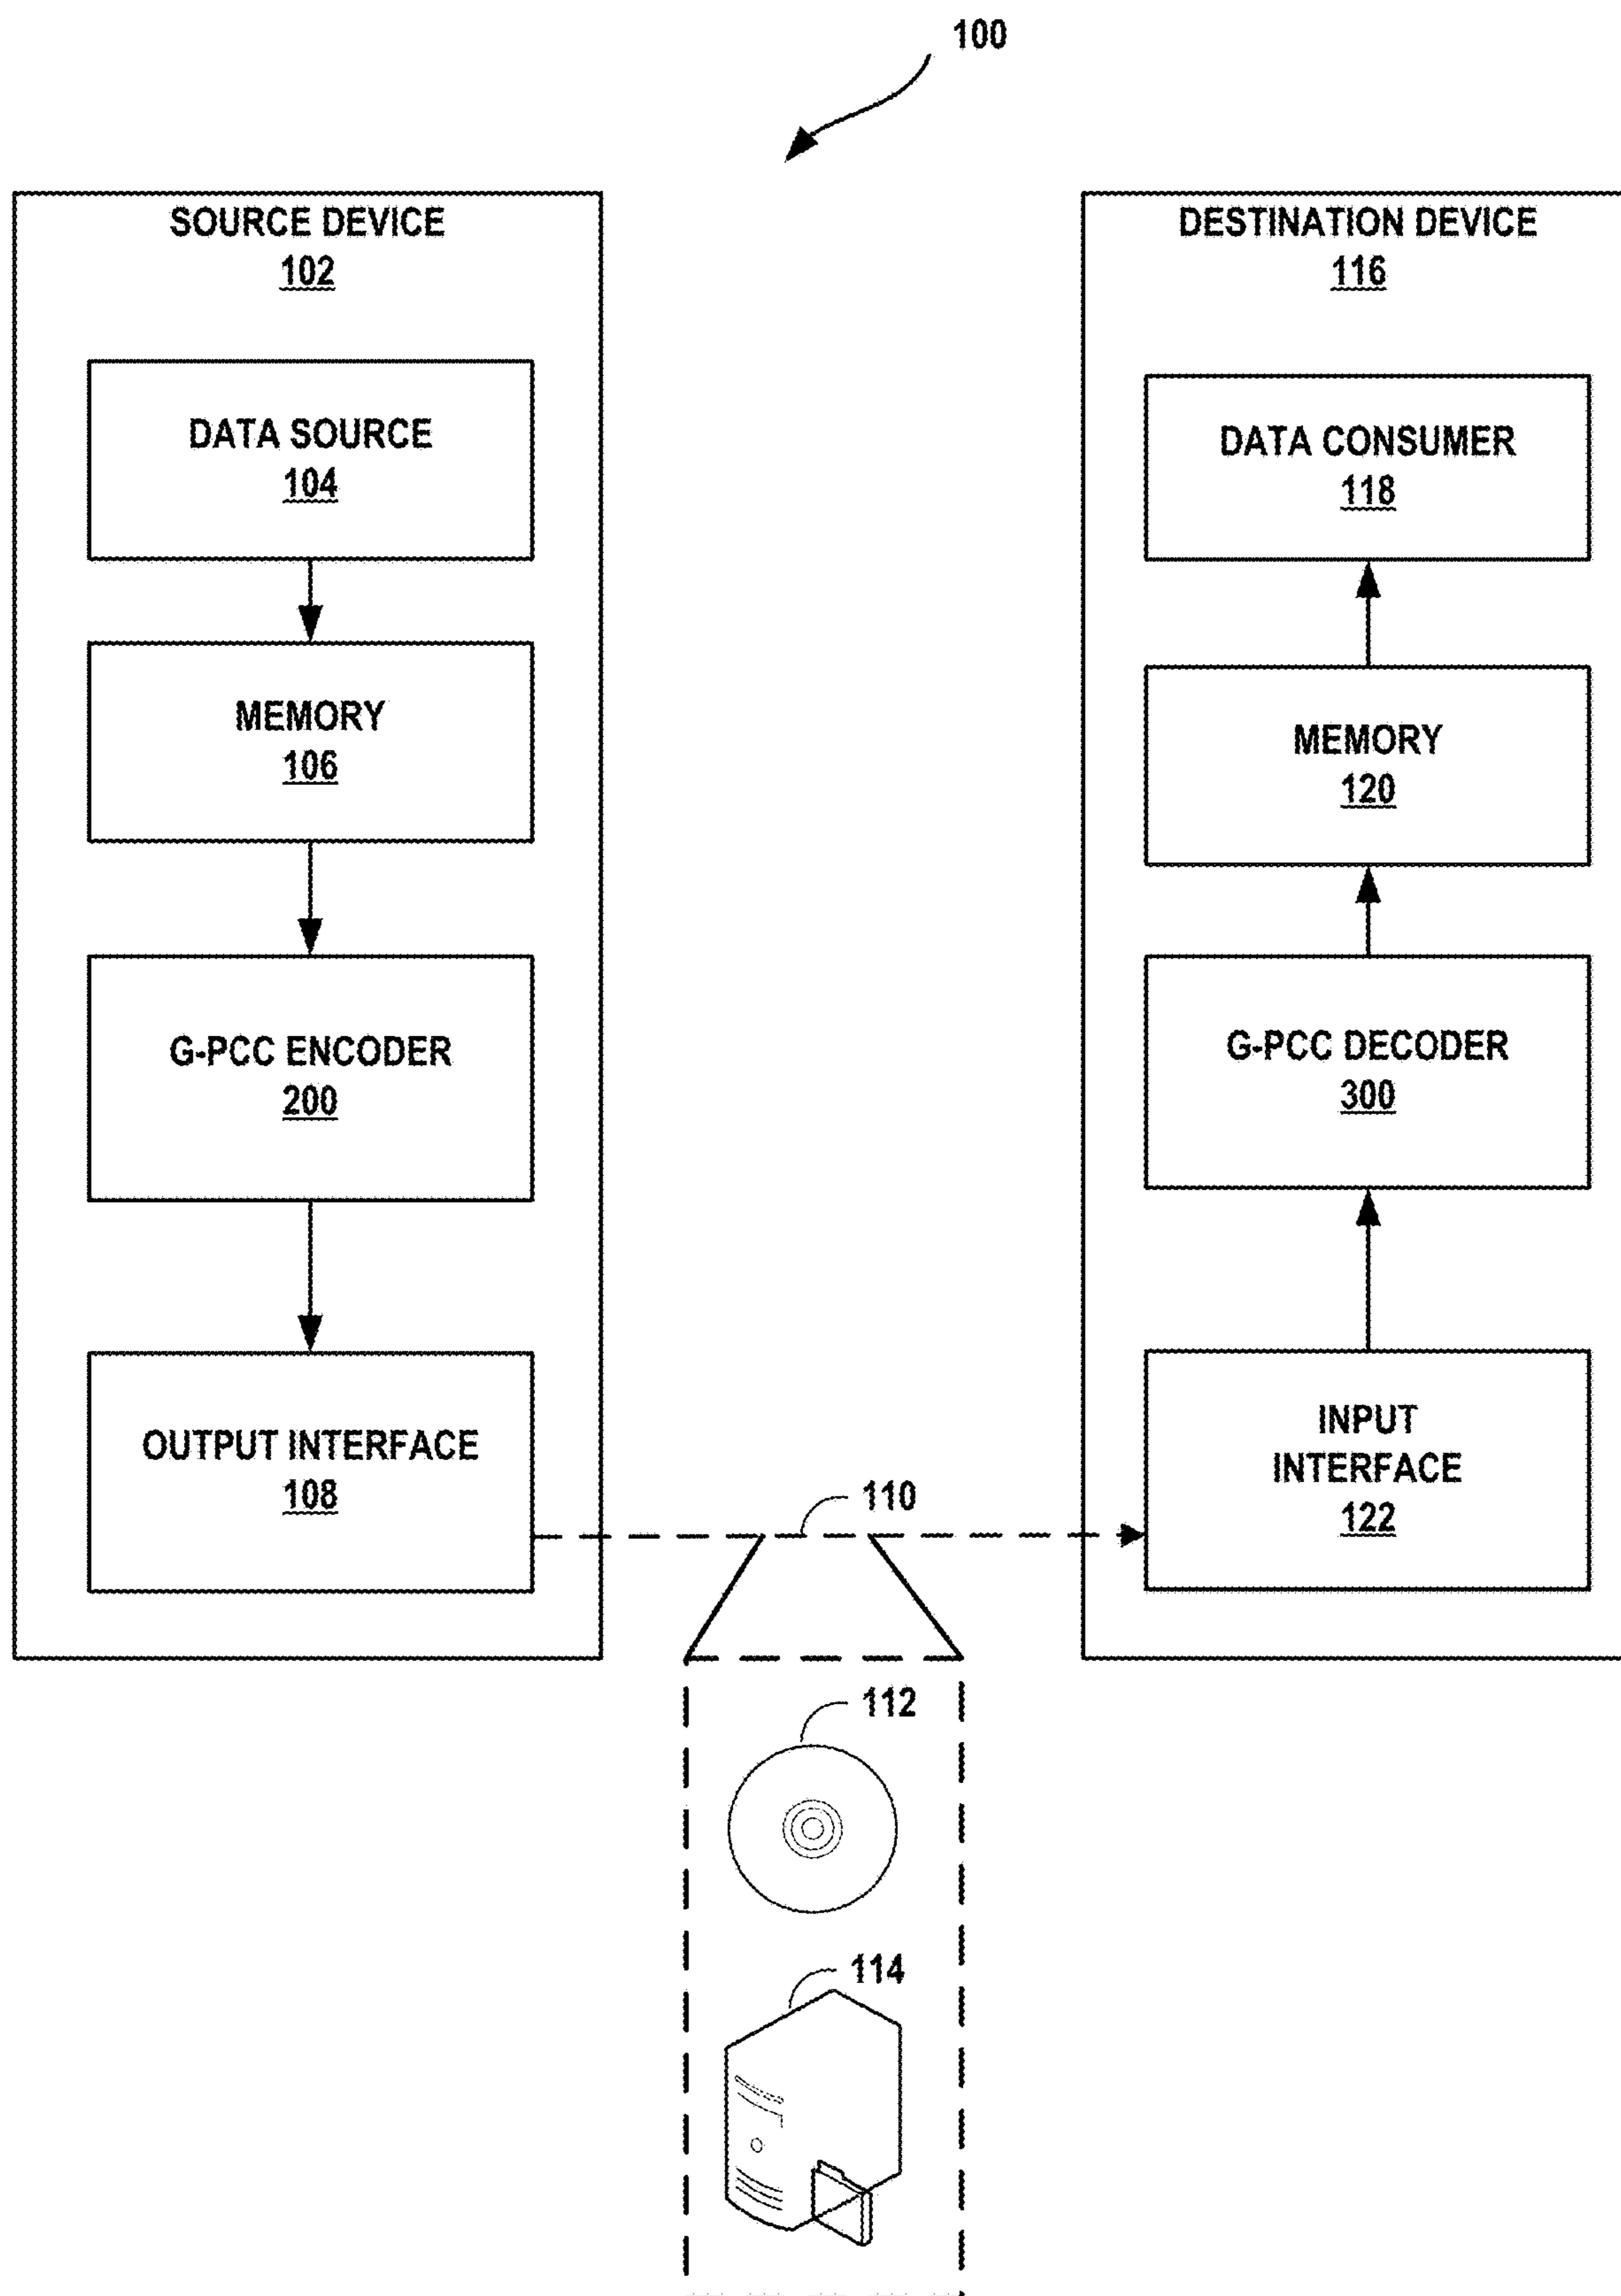 100
SOURCE DEVICE
102
DATA SOURCE
104
MEMORY
106
G-PCC ENCODER
200
OUTPUT INTERFACE
108
DESTINATION DEVICE
116
DATA CONSUMER
118
MEMORY
120
G-PCC DECODER
300
INPUT
INTERFACE
122
110
112
114